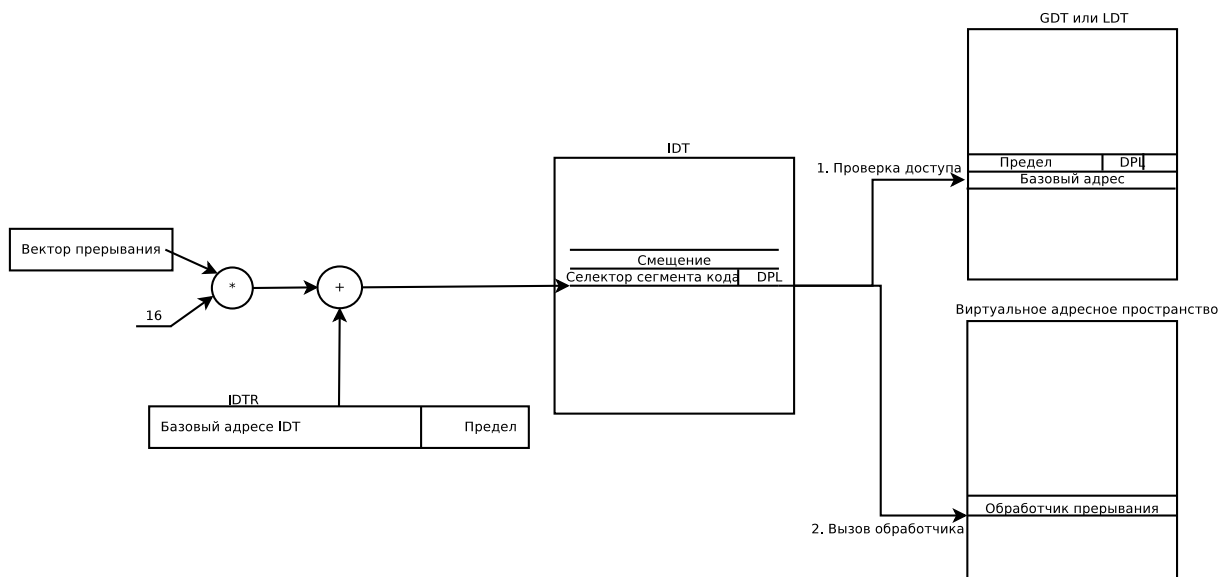 GDT или LDT
Предел DPL
Базовый адрес
1. Проверка доступа
IDT
Смещение
Селектор сегмента кода DPL
Вектор прерывания
*
+
16
IDTR
Базовый адресе IDT Предел
Виртуальное адресное пространство
Обработчик прерывания
2. Вызов обработчика